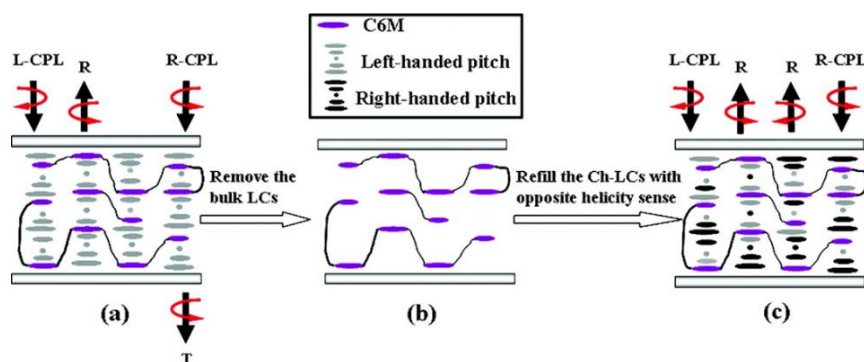 C6M
Left-handed pitch
Right-handed pitch
L-CPL
R
R-CPL
Remove the
bulk LCs
T
(a)
(b)
Refill the Ch-LCs with
opposite helicity sense
L-CPL
R
R
R-CPL
(c)